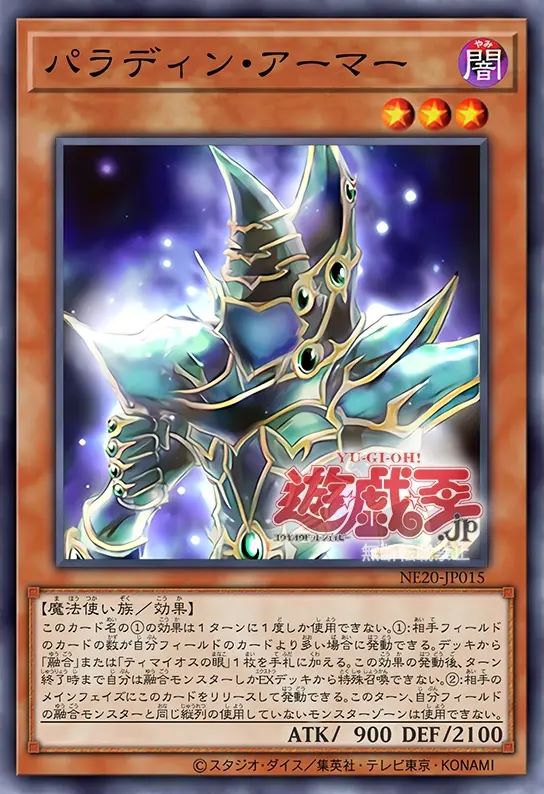 パラディン・アーマー
やみ
闇
YU-GI-OH!
遊戯王.jp
NE20-JP015
【魔法使い族／効果】
このカード名の①の効果は１ターンに１度しか使用できない。①：相手フィールド
のカードの数が自分フィールドのカードより多い場合に発動できる。デッキから
「融合」または「ティマイオスの眼」１枚を手札に加える。この効果の発動後、ターン
終了時まで自分は融合モンスターしかEXデッキから特殊召喚できない。②：相手の
メインフェイズにこのカードをリリースして発動できる。このターン、自分フィールド
の融合モンスターと同じ縦列の使用していないモンスターゾーンは使用できない。
ATK/ 900 DEF/2100
©スタジオ・ダイス／集英社・テレビ東京・KONAMI